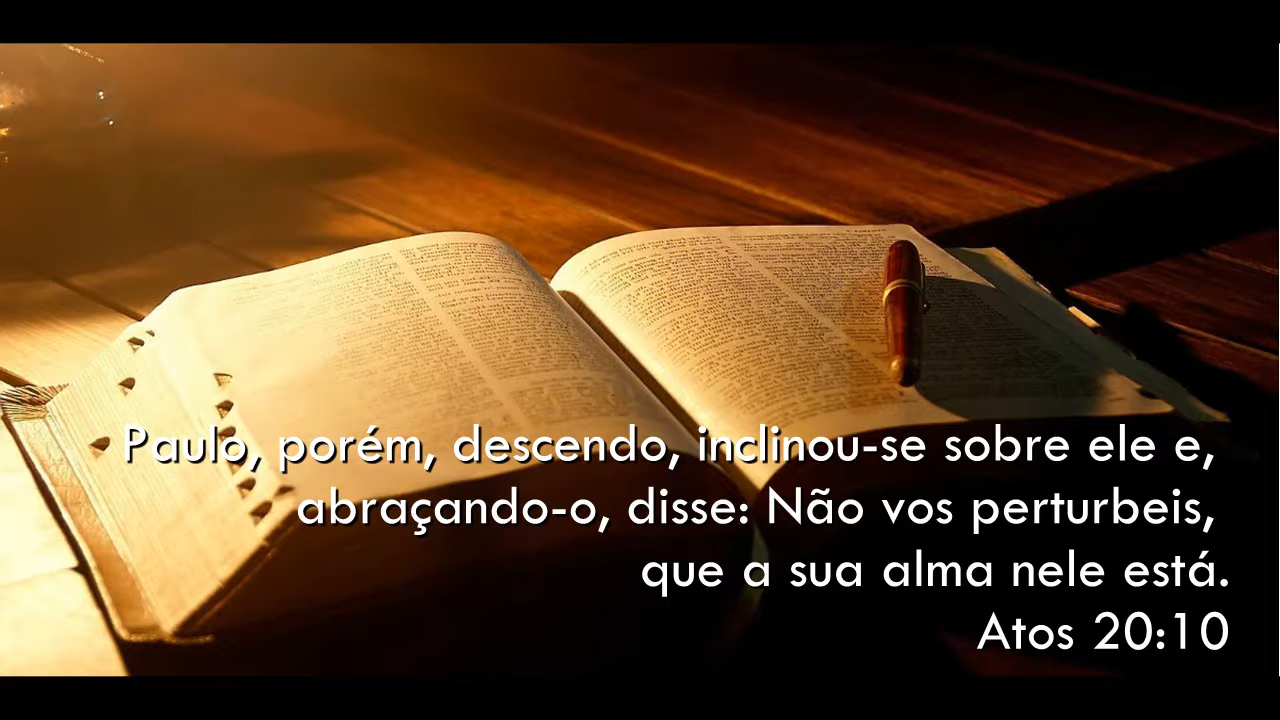 Paulo, porém, descendo, inclinou-se sobre ele e,
abraçando-o, disse: Não vos perturbeis,
que a sua alma nele está.
Atos 20:10